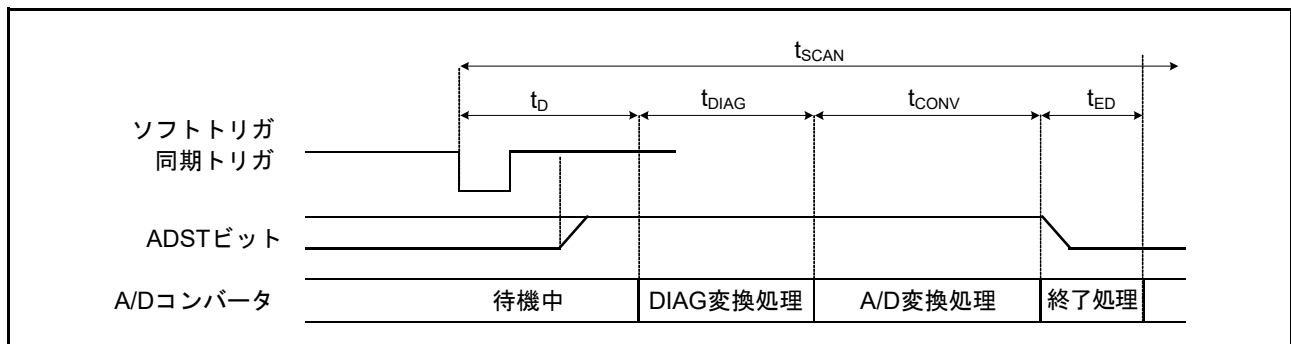 tSCAN
tD tDIAG tCONV tED
ソフトトリガ
同期トリガ
ADSTビット
A/Dコンバータ 待機中 DIAG変換処理 A/D変換処理 終了処理